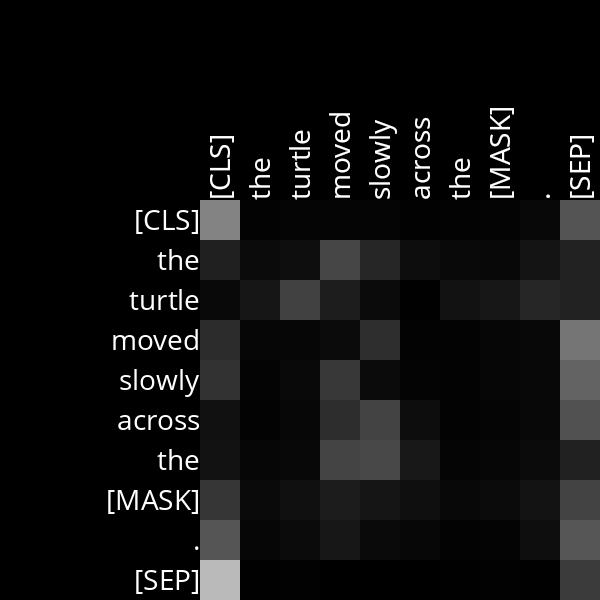 [CLS] the turtle moved slowly across the [MASK] . [SEP]
[CLS]
the
turtle
moved
slowly
across
the
[MASK]
.
[SEP]